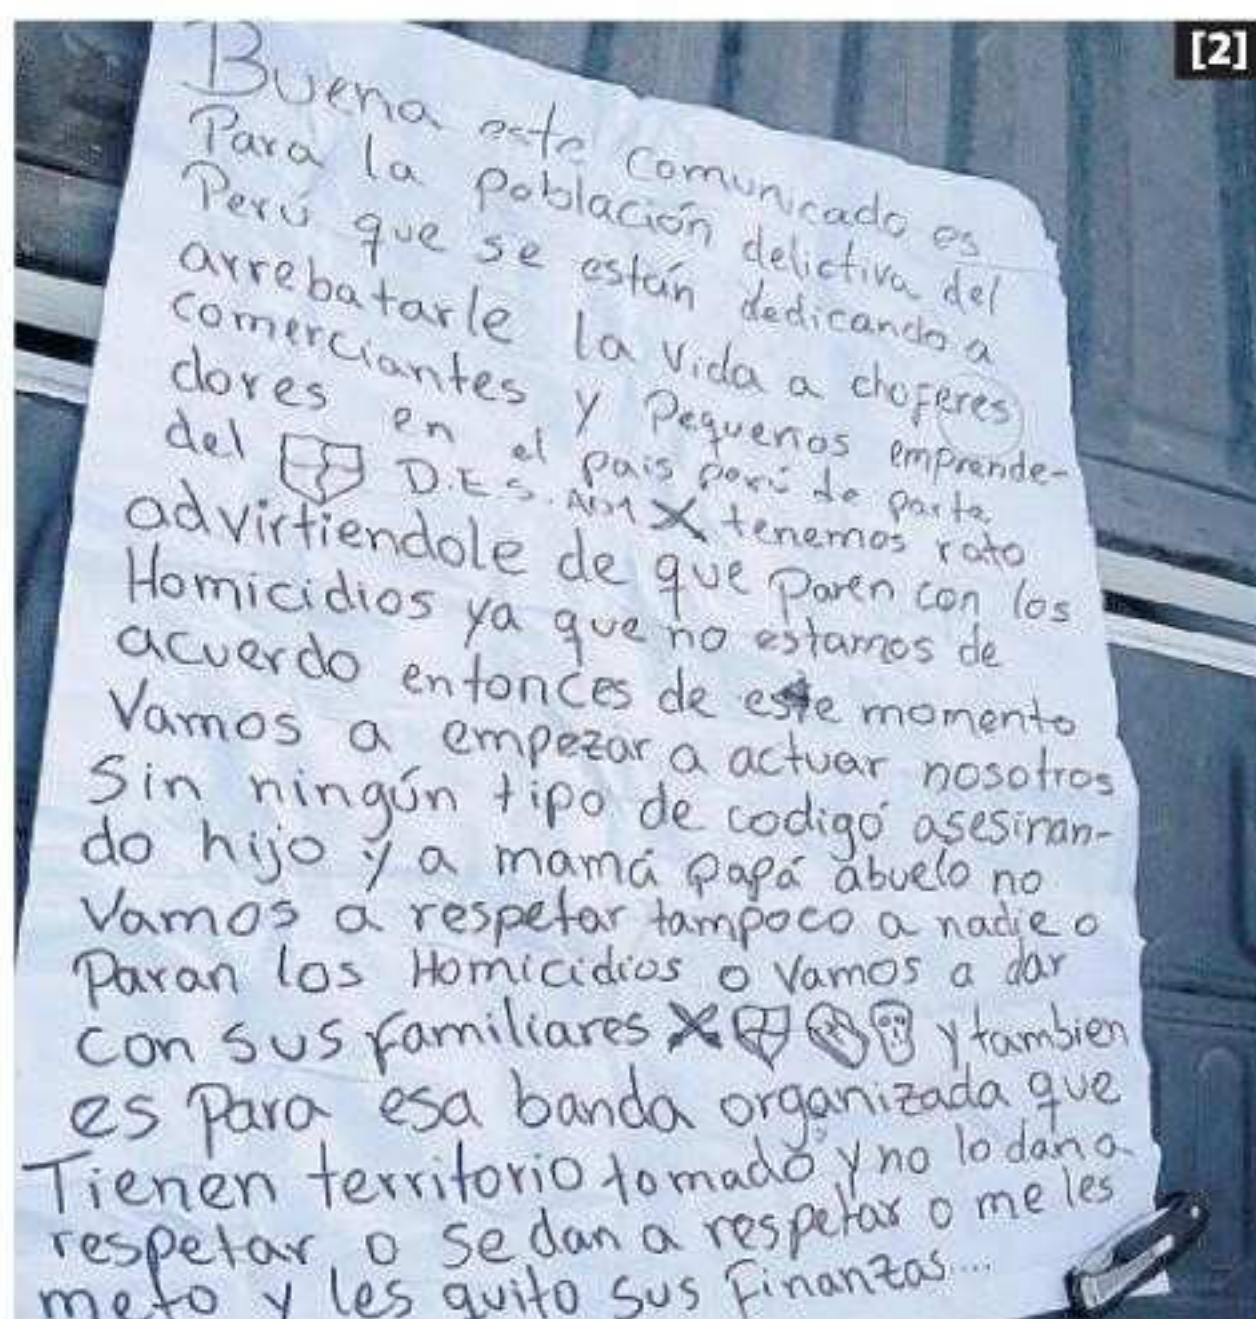 [2]
Buena este comunicado es
Para la población delictiva del
Perú que se están dedicando a
arrebatarle la vida a choferes
comerciantes y Pequenos emprende-
dores en el pais perú de parte
del D.E.S. X tenemos rato
advirtiendole de que paren con los
Homicidios ya que no estamos de
acuerdo entonces de este momento
Vamos a empezar a actuar nosotros
Sin ningún tipo de codigó asesinan-
do hijo y a mamá papá abuelo no
Vamos a respetar tampoco a nadie o
Paran los Homicidios o Vamos a dar
con sus familiares X y tambien
es Para esa banda organizada que
Tienen territorio tomado y no lo dan a
respetar o se dan a respetar o me les
meto y les quito sus Finanzas...